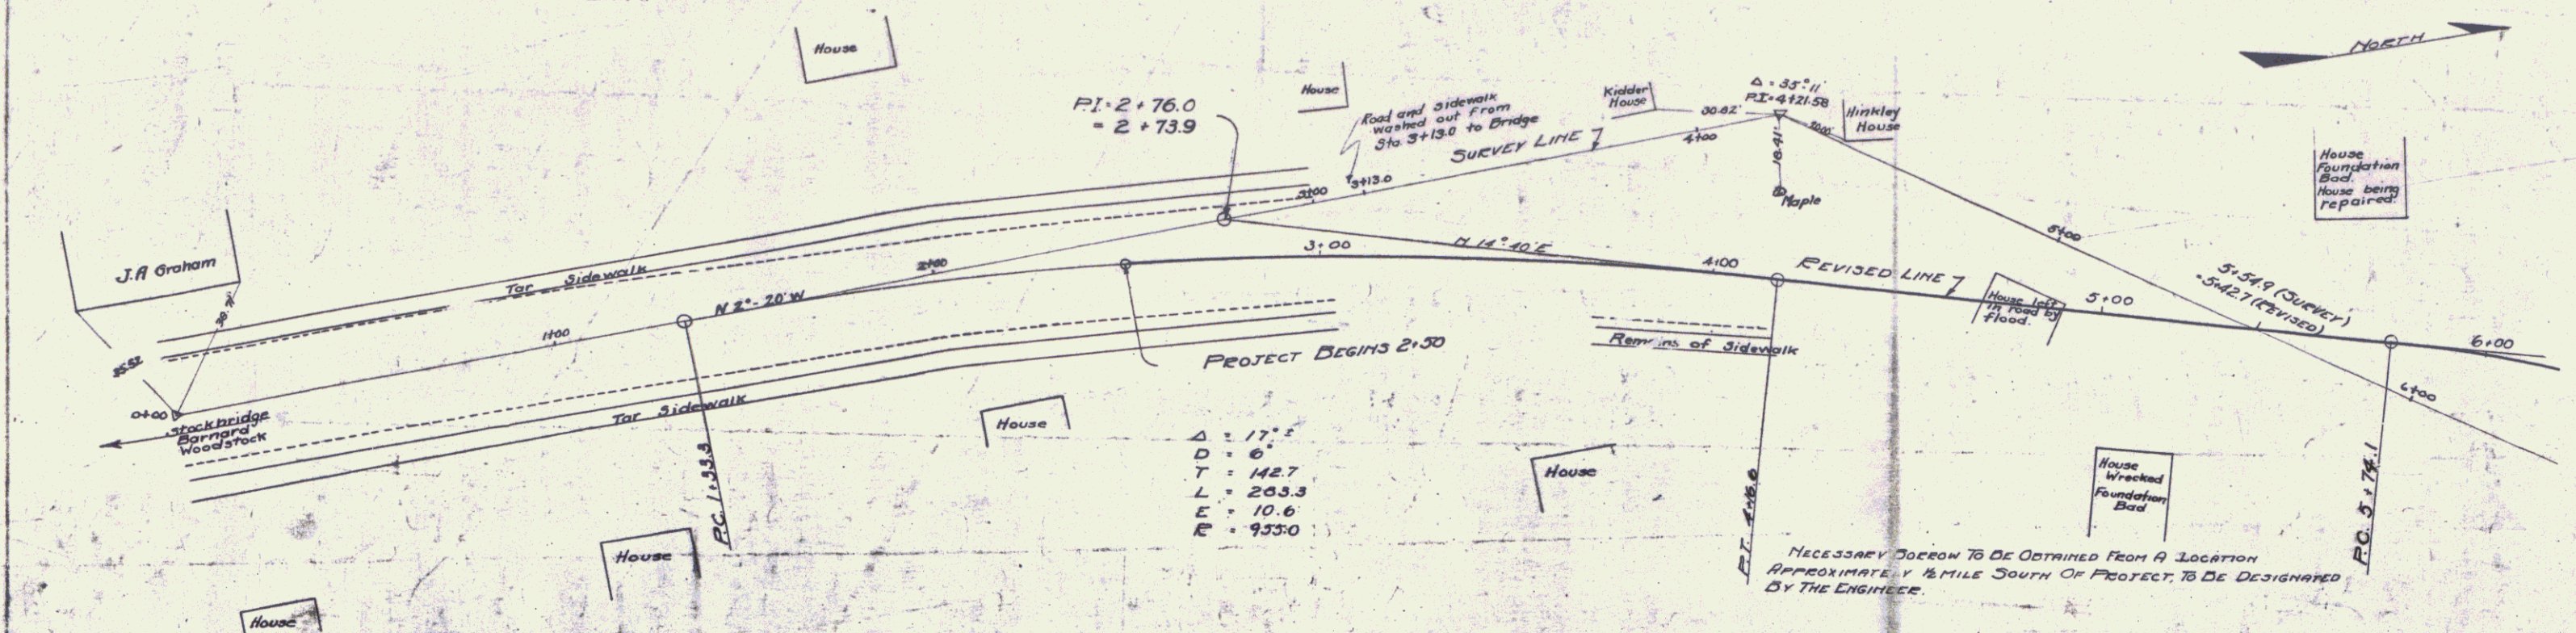 House
NORTH
P.I. = 2 + 76.0
= 2 + 73.9
House
Road and sidewalk
washed out from
Sta. 3+13.0 to Bridge
SURVEY LINE
Kidder
House
30.82'
Δ = 35° 11'
P.I. = 4+21.58
Hinkley
House
4+00
18.41'
Maple
House
Foundation
Bad.
House being
repaired.
3+00
3+13.0
J.A Graham
Tar Sidewalk
2+00
3+00
N 14° 40' E
4+00
REVISED LINE
5+00
House left
in road by
flood.
5+00
5+54.9 (SURVEY)
= 5+42.7 (REVISED)
N 2° - 20' W
1+00
0+00
Stockbridge
Barnard
Woodstock
Tar Sidewalk
PROJECT BEGINS 2+50
Remains of Sidewalk
6+00
6+00
House
Δ = 17° ±
D = 6°
T = 142.7
L = 283.3
E = 10.6
R = 955.0
House
House
Wrecked
Foundation
Bad
P.C. 1+33.3
P.T. 4+16.6
P.C. 5+74.1
House
House
NECESSARY BORROW TO BE OBTAINED FROM A LOCATION
APPROXIMATELY ½ MILE SOUTH OF PROJECT, TO BE DESIGNATED
BY THE ENGINEER.